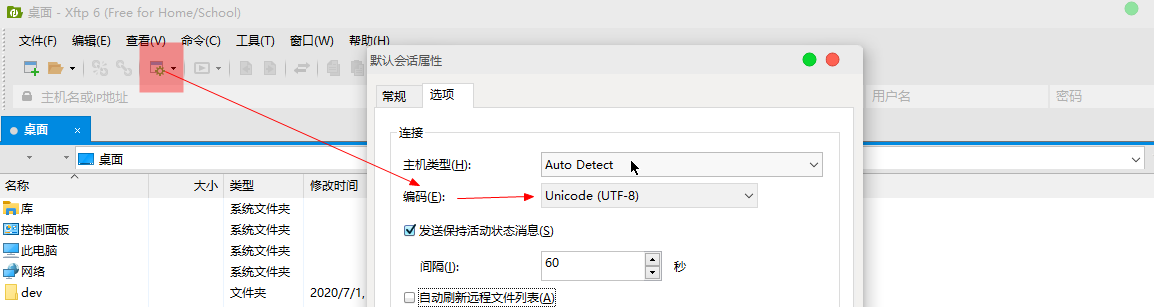 桌面 - Xftp 6 (Free for Home/School)
文件(F) 编辑(E) 查看(V) 命令(C) 工具(T) 窗口(W) 帮助(H)
默认会话属性
主机名或IP地址
用户名
密码
常规
选项
桌面
×
连接
桌面
主机类型(H):
Auto Detect
名称
大小
类型
修改时间
编码(E):
Unicode (UTF-8)
库
系统文件夹
控制面板
系统文件夹
发送保持活动状态消息(S)
此电脑
系统文件夹
间隔(I):
60
秒
网络
系统文件夹
dev
文件夹
2020/7/1,
自动刷新远程文件列表(A)